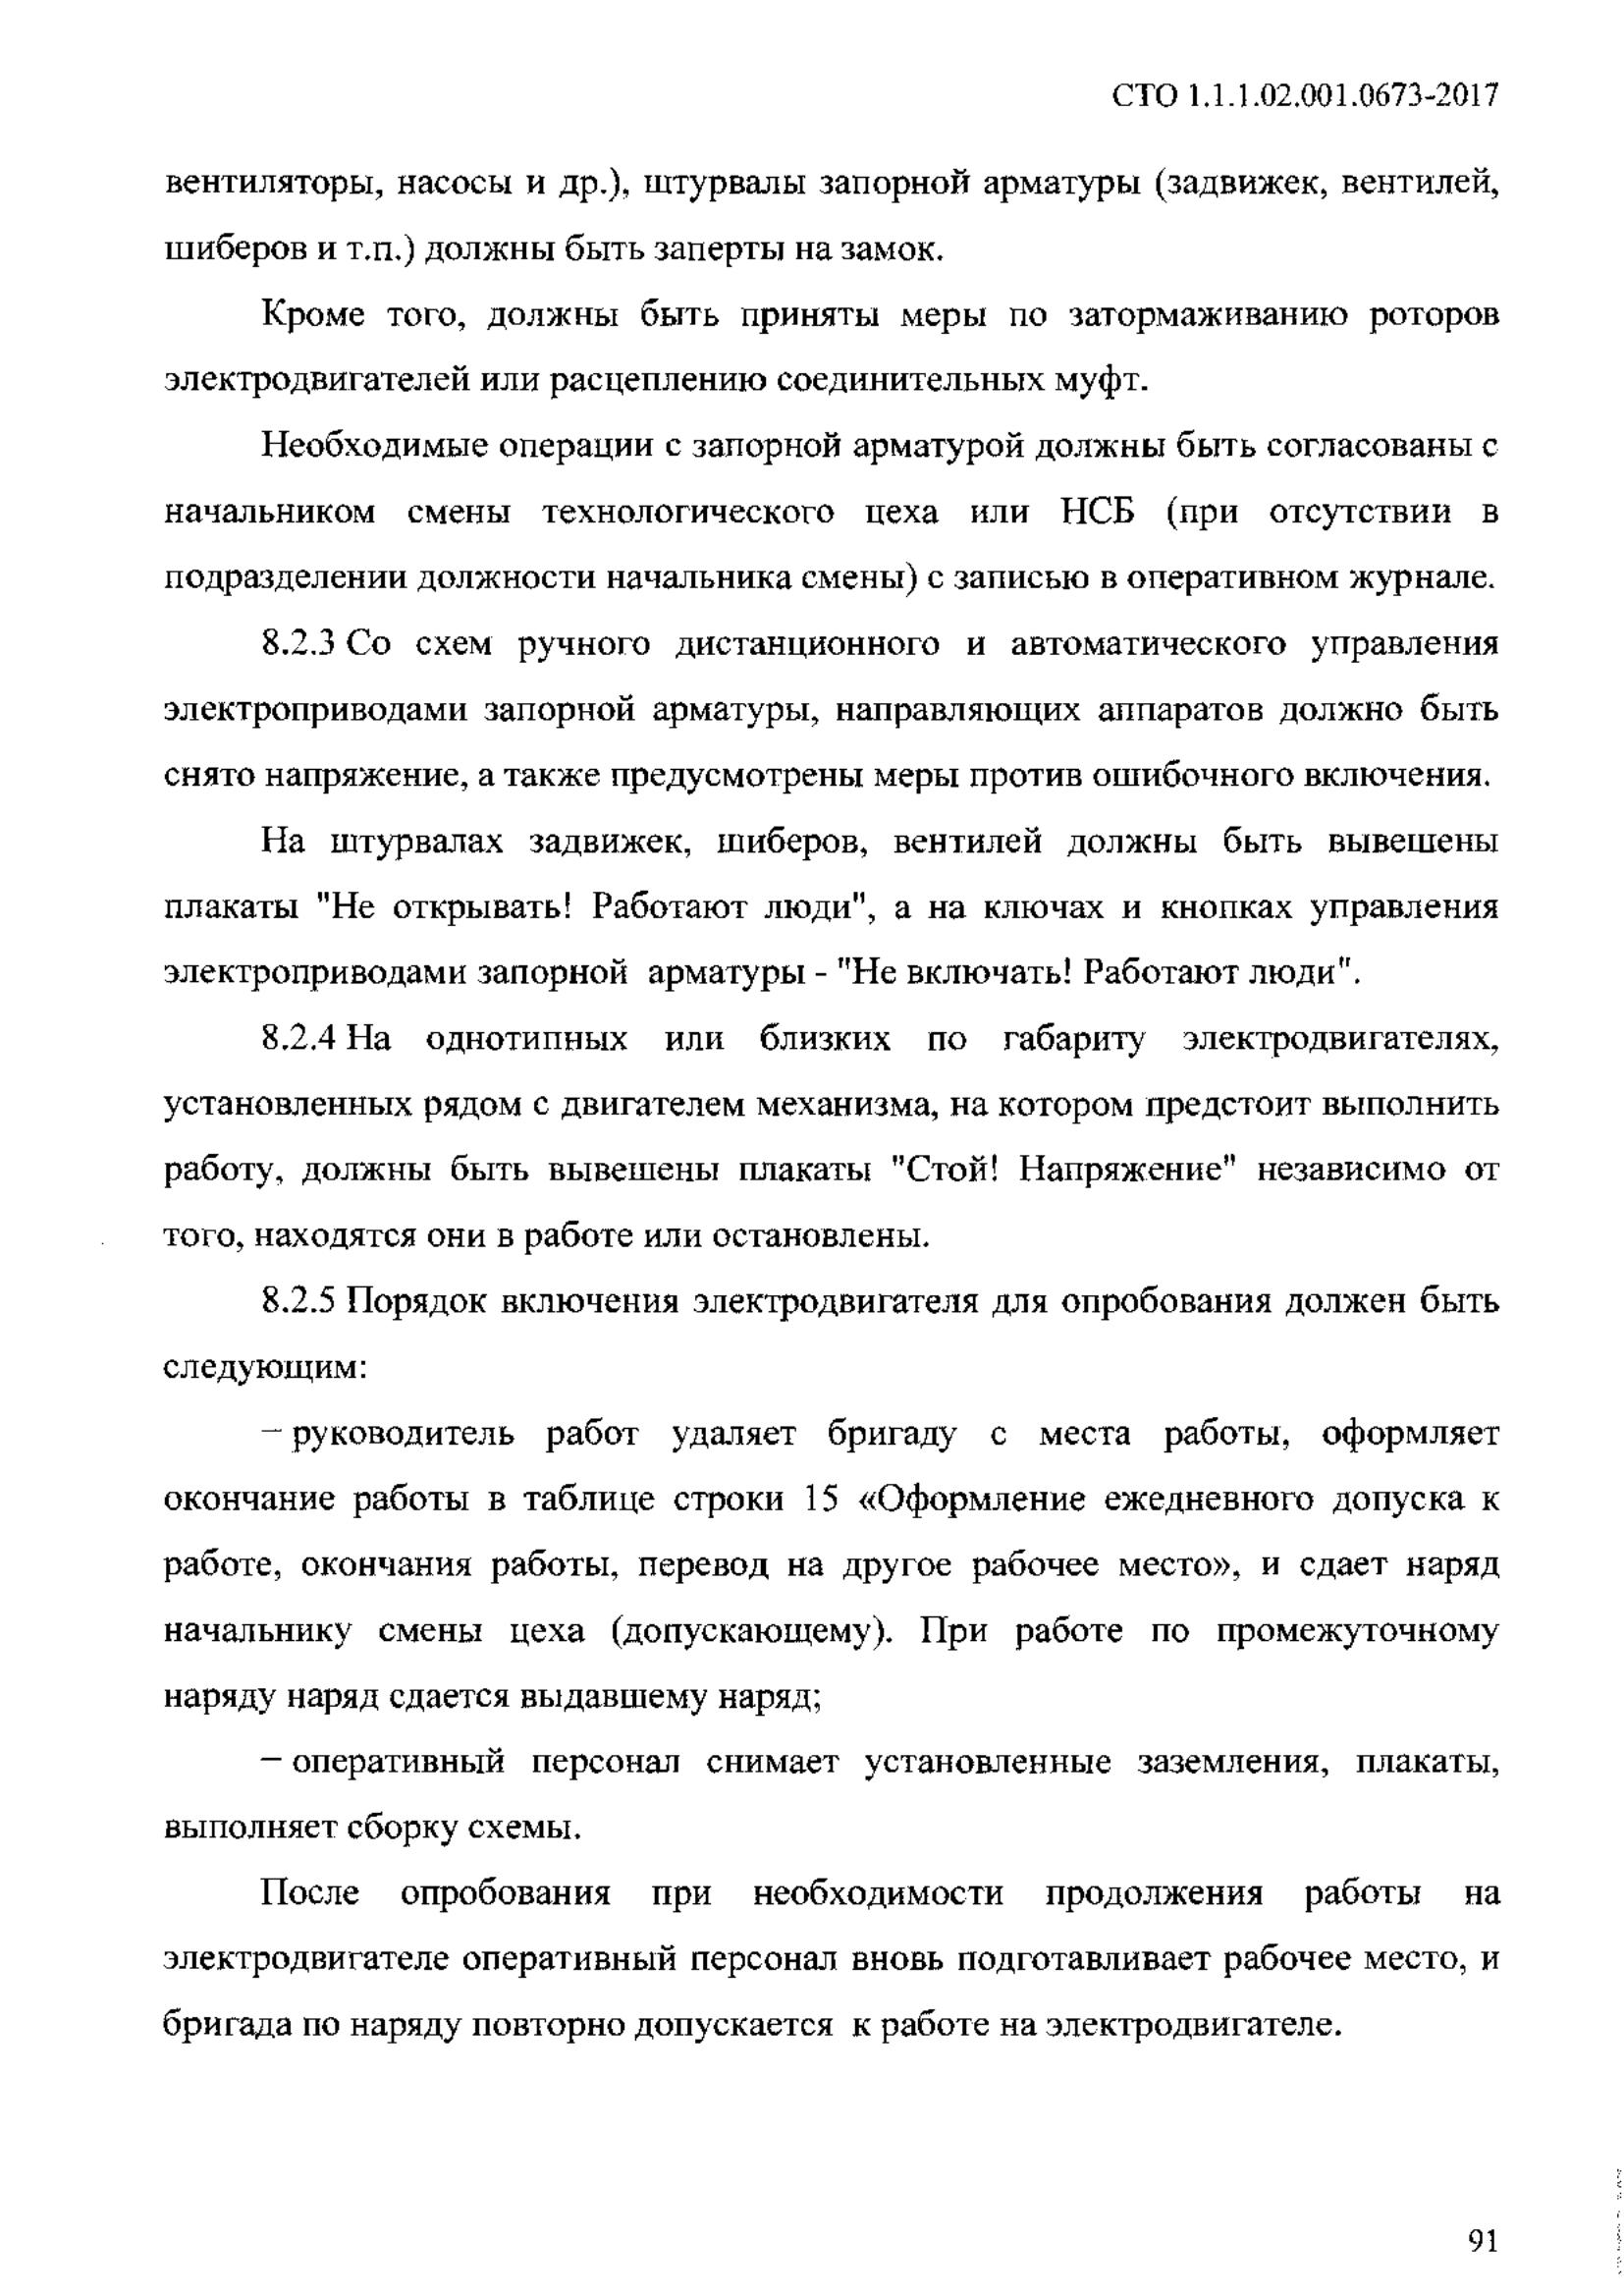 СТО 1.1.1.02.001.0673-2017
вентиляторы, насосы и др.), штурвалы запорной арматуры (задвижек, вентилей,
шиберов и т.п.) должны быть заперты на замок.
Кроме того, должны быть приняты меры по затормаживанию роторов
электродвигателей или расцеплению соединительных муфт.
Необходимые операции с запорной арматурой должны быть согласованы с
начальником смены технологического цеха или НСБ (при отсутствии в
подразделении должности начальника смены) с записью в оперативном журнале.
8.2.3 Со схем ручного дистанционного и автоматического управления
электроприводами запорной арматуры, направляющих аппаратов должно быть
снято напряжение, а также предусмотрены меры против ошибочного включения.
На штурвалах задвижек, шиберов, вентилей должны быть вывешены
плакаты "Не открывать! Работают люди", а на ключах и кнопках управления
электроприводами запорной арматуры - "Не включать! Работают люди".
8.2.4 На однотипных или близких по габариту электродвигателях,
установленных рядом с двигателем механизма, на котором предстоит выполнить
работу, должны быть вывешены плакаты "Стой! Напряжение" независимо от
того, находятся они в работе или остановлены.
8.2.5 Порядок включения электродвигателя для опробования должен быть
следующим:
– руководитель работ удаляет бригаду с места работы, оформляет
окончание работы в таблице строки 15 «Оформление ежедневного допуска к
работе, окончания работы, перевод на другое рабочее место», и сдает наряд
начальнику смены цеха (допускающему). При работе по промежуточному
наряду наряд сдается выдавшему наряд;
– оперативный персонал снимает установленные заземления, плакаты,
выполняет сборку схемы.
После опробования при необходимости продолжения работы на
электродвигателе оперативный персонал вновь подготавливает рабочее место, и
бригада по наряду повторно допускается к работе на электродвигателе.
91